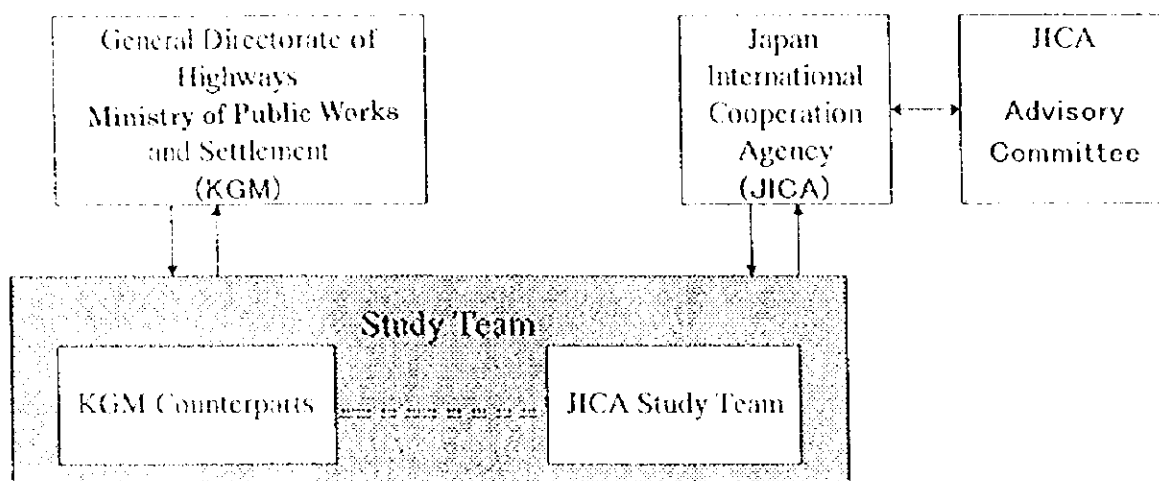 General Directorate of
Highways
Ministry of Public Works
and Settlement
(KGM)
Japan
International
Cooperation
Agency
(JICA)
JICA
Advisory
Committee
Study Team
KGM Counterparts
JICA Study Team